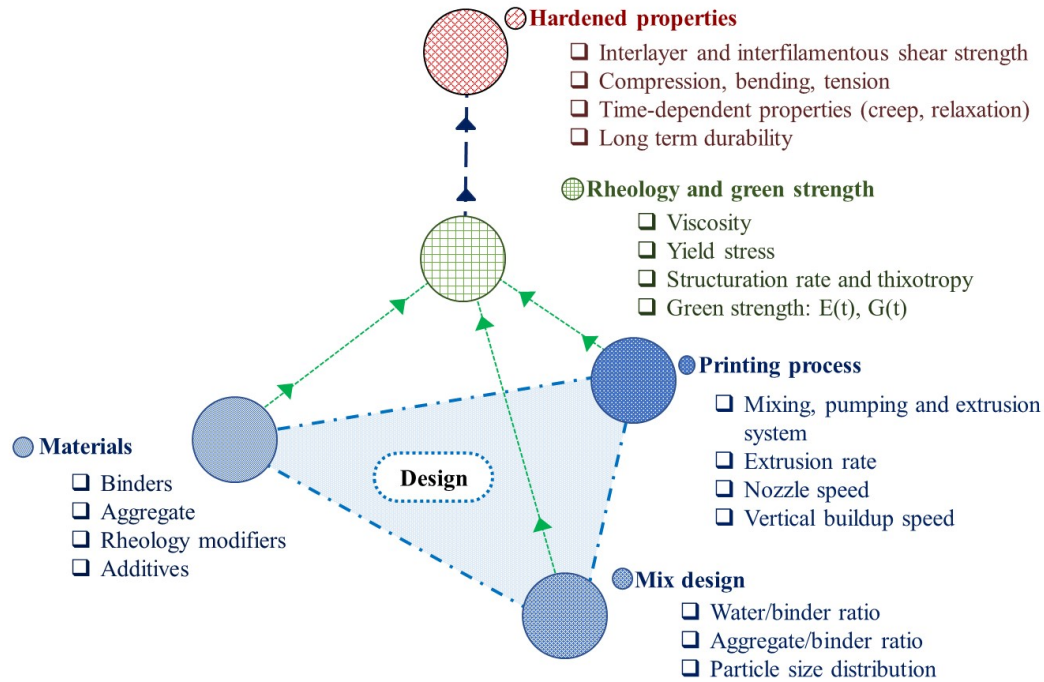 Hardened properties
❑ Interlayer and interfilamentous shear strength
❑ Compression, bending, tension
❑ Time-dependent properties (creep, relaxation)
❑ Long term durability
Rheology and green strength
❑ Viscosity
❑ Yield stress
❑ Structuration rate and thixotropy
❑ Green strength: E(t), G(t)
Printing process
❑ Mixing, pumping and extrusion
system
❑ Extrusion rate
❑ Nozzle speed
❑ Vertical buildup speed
Materials
❑ Binders
❑ Aggregate
❑ Rheology modifiers
❑ Additives
Design
Mix design
❑ Water/binder ratio
❑ Aggregate/binder ratio
❑ Particle size distribution